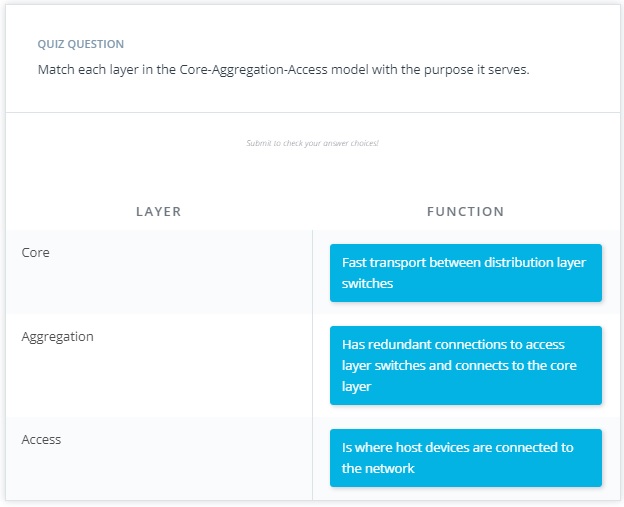 QUIZ QUESTION
Match each layer in the Core-Aggregation-Access model with the purpose it serves.
Submit to check your answer choices!
LAYER
FUNCTION
Core
Fast transport between distribution layer
switches
Aggregation
Has redundant connections to access
layer switches and connects to the core
layer
Access
Is where host devices are connected to
the network